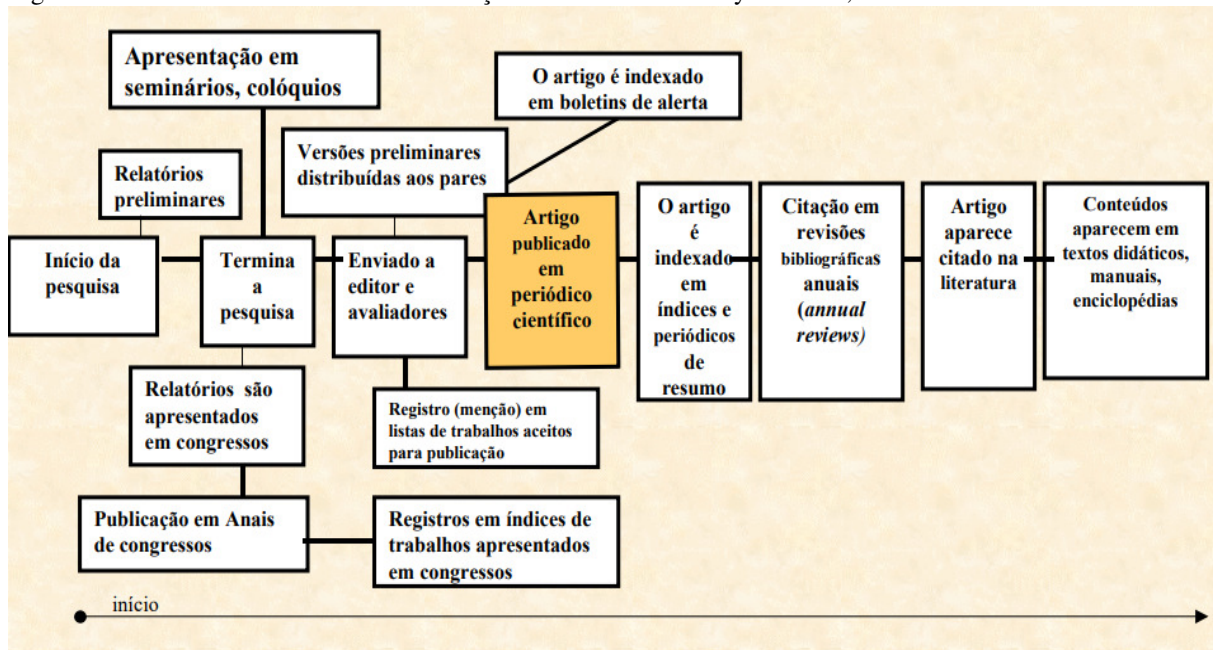 Apresentação em
seminários, colóquios
O artigo é indexado
em boletins de alerta
Versões preliminares
distribuídas aos pares
Relatórios
preliminares
Início da
pesquisa
Termina
a
pesquisa
Enviado a
editor e
avaliadores
Artigo
publicado
em
periódico
científico
O artigo
é
indexado
em
índices e
periódicos
de
resumo
Citação em
revisões
bibliográficas
anuais
(annual
reviews)
Artigo
aparece
citado na
literatura
Conteúdos
aparecem em
textos didáticos,
manuais,
enciclopédias
Relatórios são
apresentados
em congressos
Registro (menção) em
listas de trabalhos aceitos
para publicação
Publicação em Anais
de congressos
Registros em índices de
trabalhos apresentados
em congressos
início